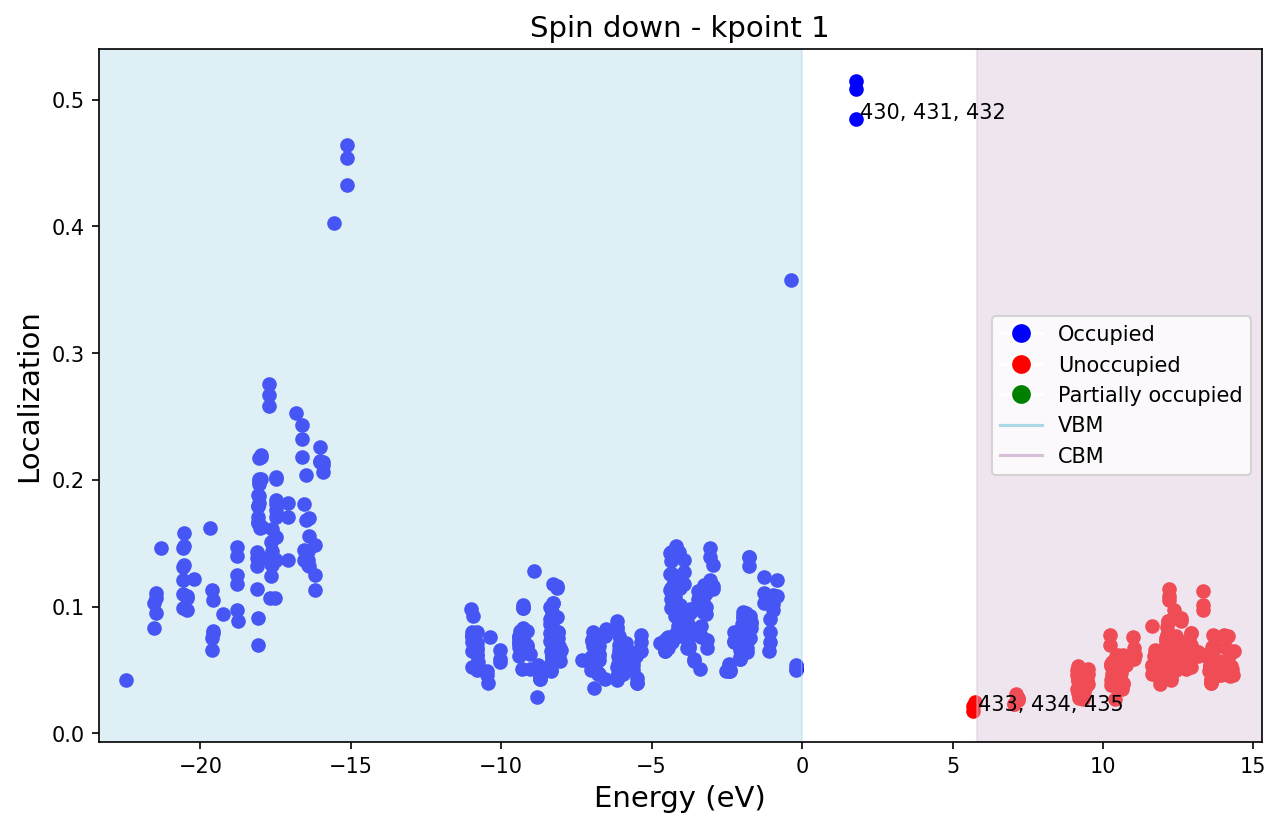 Spin down - kpoint 1
Localization
0.5
0.4
0.3
0.2
0.1
0.0
430, 431, 432
Occupied
Unoccupied
Partially occupied
VBM
CBM
433, 434, 435
−20
−15
−10
−5
0
5
10
15
Energy (eV)